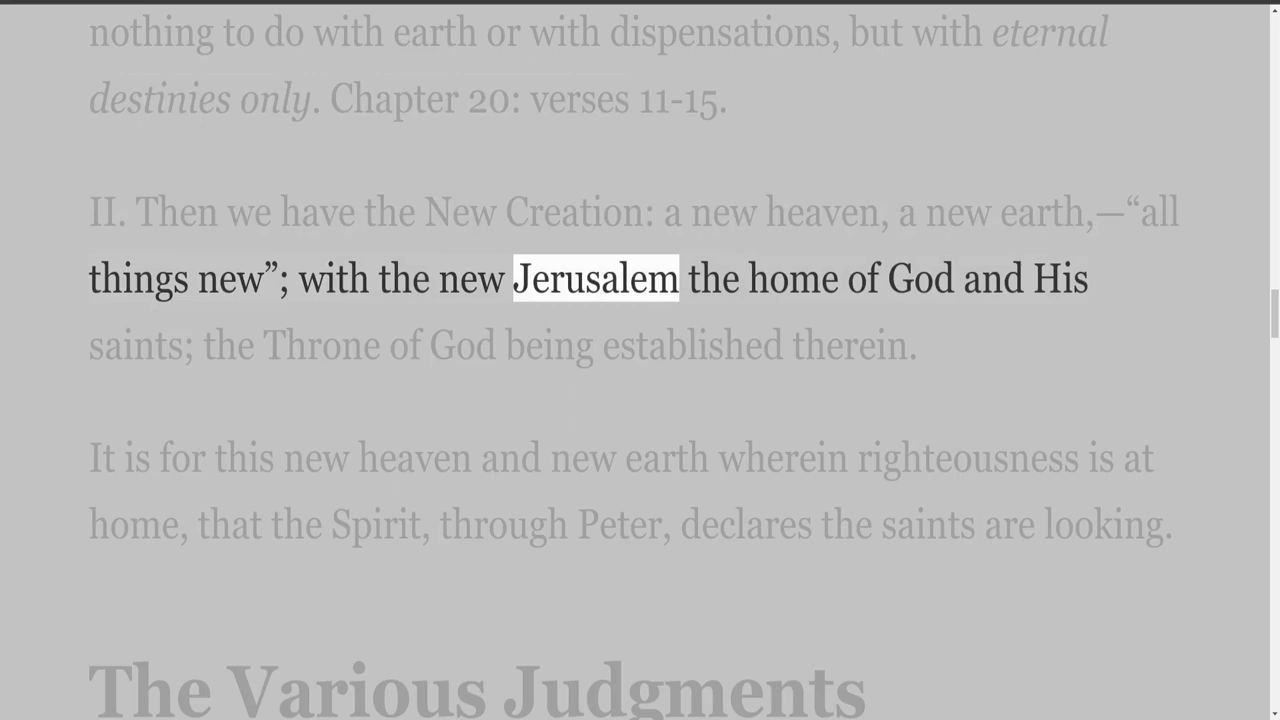 nothing to do with earth or with dispensations, but with eternal
destinies only. Chapter 20: verses 11-15.
II. Then we have the New Creation: a new heaven, a new earth,—“all
things new”; with the new Jerusalem the home of God and His
saints; the Throne of God being established therein.
It is for this new heaven and new earth wherein righteousness is at
home, that the Spirit, through Peter, declares the saints are looking.
The Various Judgments